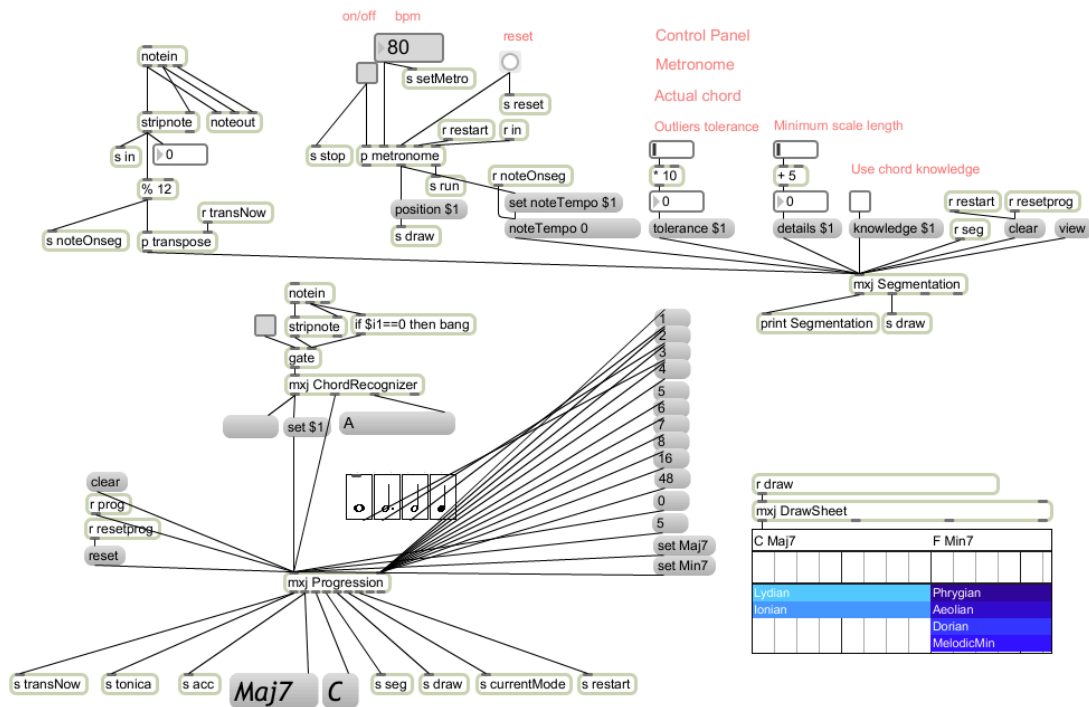 on/off
bpm
reset
80
Control Panel
Metronome
Actual chord
notein
s setMetro
s reset
stripnote
noteout
r restart
r in
Outliers tolerance
Minimum scale length
s in
0
s stop
p metronome
s run
r noteOnseg
* 10
+ 5
Use chord knowledge
% 12
position $1
set noteTempo $1
0
0
r restart
r resetprog
r transNow
s noteOnseg
p transpose
s draw
noteTempo 0
tolerance $1
details $1
knowledge $1
r seg
clear
view
mxj Segmentation
print Segmentation
s draw
notein
stripnote
if $i1==0 then bang
gate
mxj ChordRecognizer
set $1
A
1
2
3
4
5
6
7
8
16
48
0
5
set Maj7
set Min7
clear
r prog
r resetprog
reset
mxj Progression
s transNow
s tonica
s acc
Maj7
C
s seg
s draw
s currentMode
s restart
r draw
mxj DrawSheet
C Maj7
F Min7
Lydian
Phrygian
Ionian
Aeolian
Dorian
MelodicMin